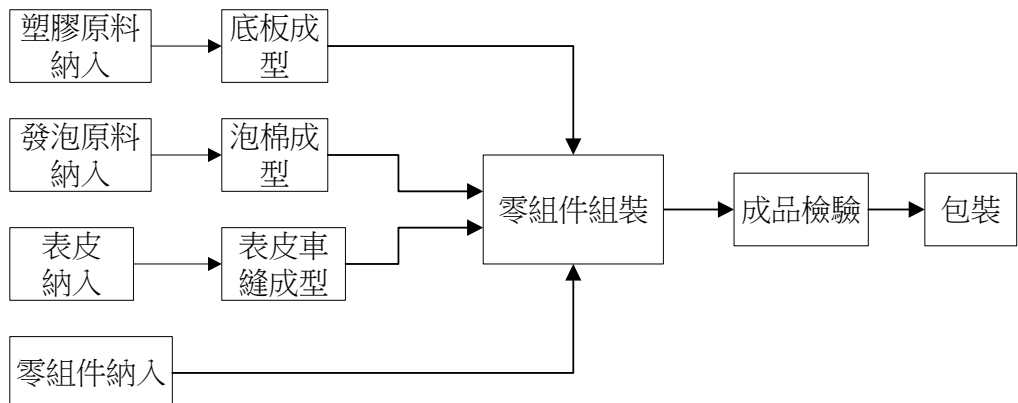 塑膠原料
納入
底板成
型
發泡原料
納入
泡棉成
型
表皮
納入
表皮車
縫成型
零組件納入
零組件組裝
成品檢驗
包裝